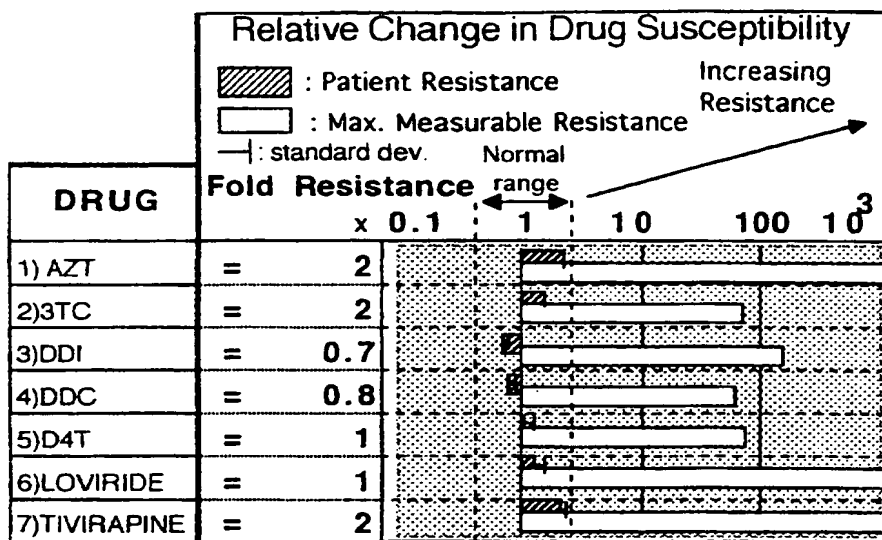 Relative Change in Drug Susceptibility
: Patient Resistance
: Max. Measurable Resistance
: standard dev.
Increasing
Resistance
Normal
range
DRUG
Fold Resistance
x 0.1 1 10 100 10³
1) AZT = 2
2)3TC = 2
3)DDI = 0.7
4)DDC = 0.8
5)D4T = 1
6)LOVIRIDE = 1
7)TIVIRAPINE = 2